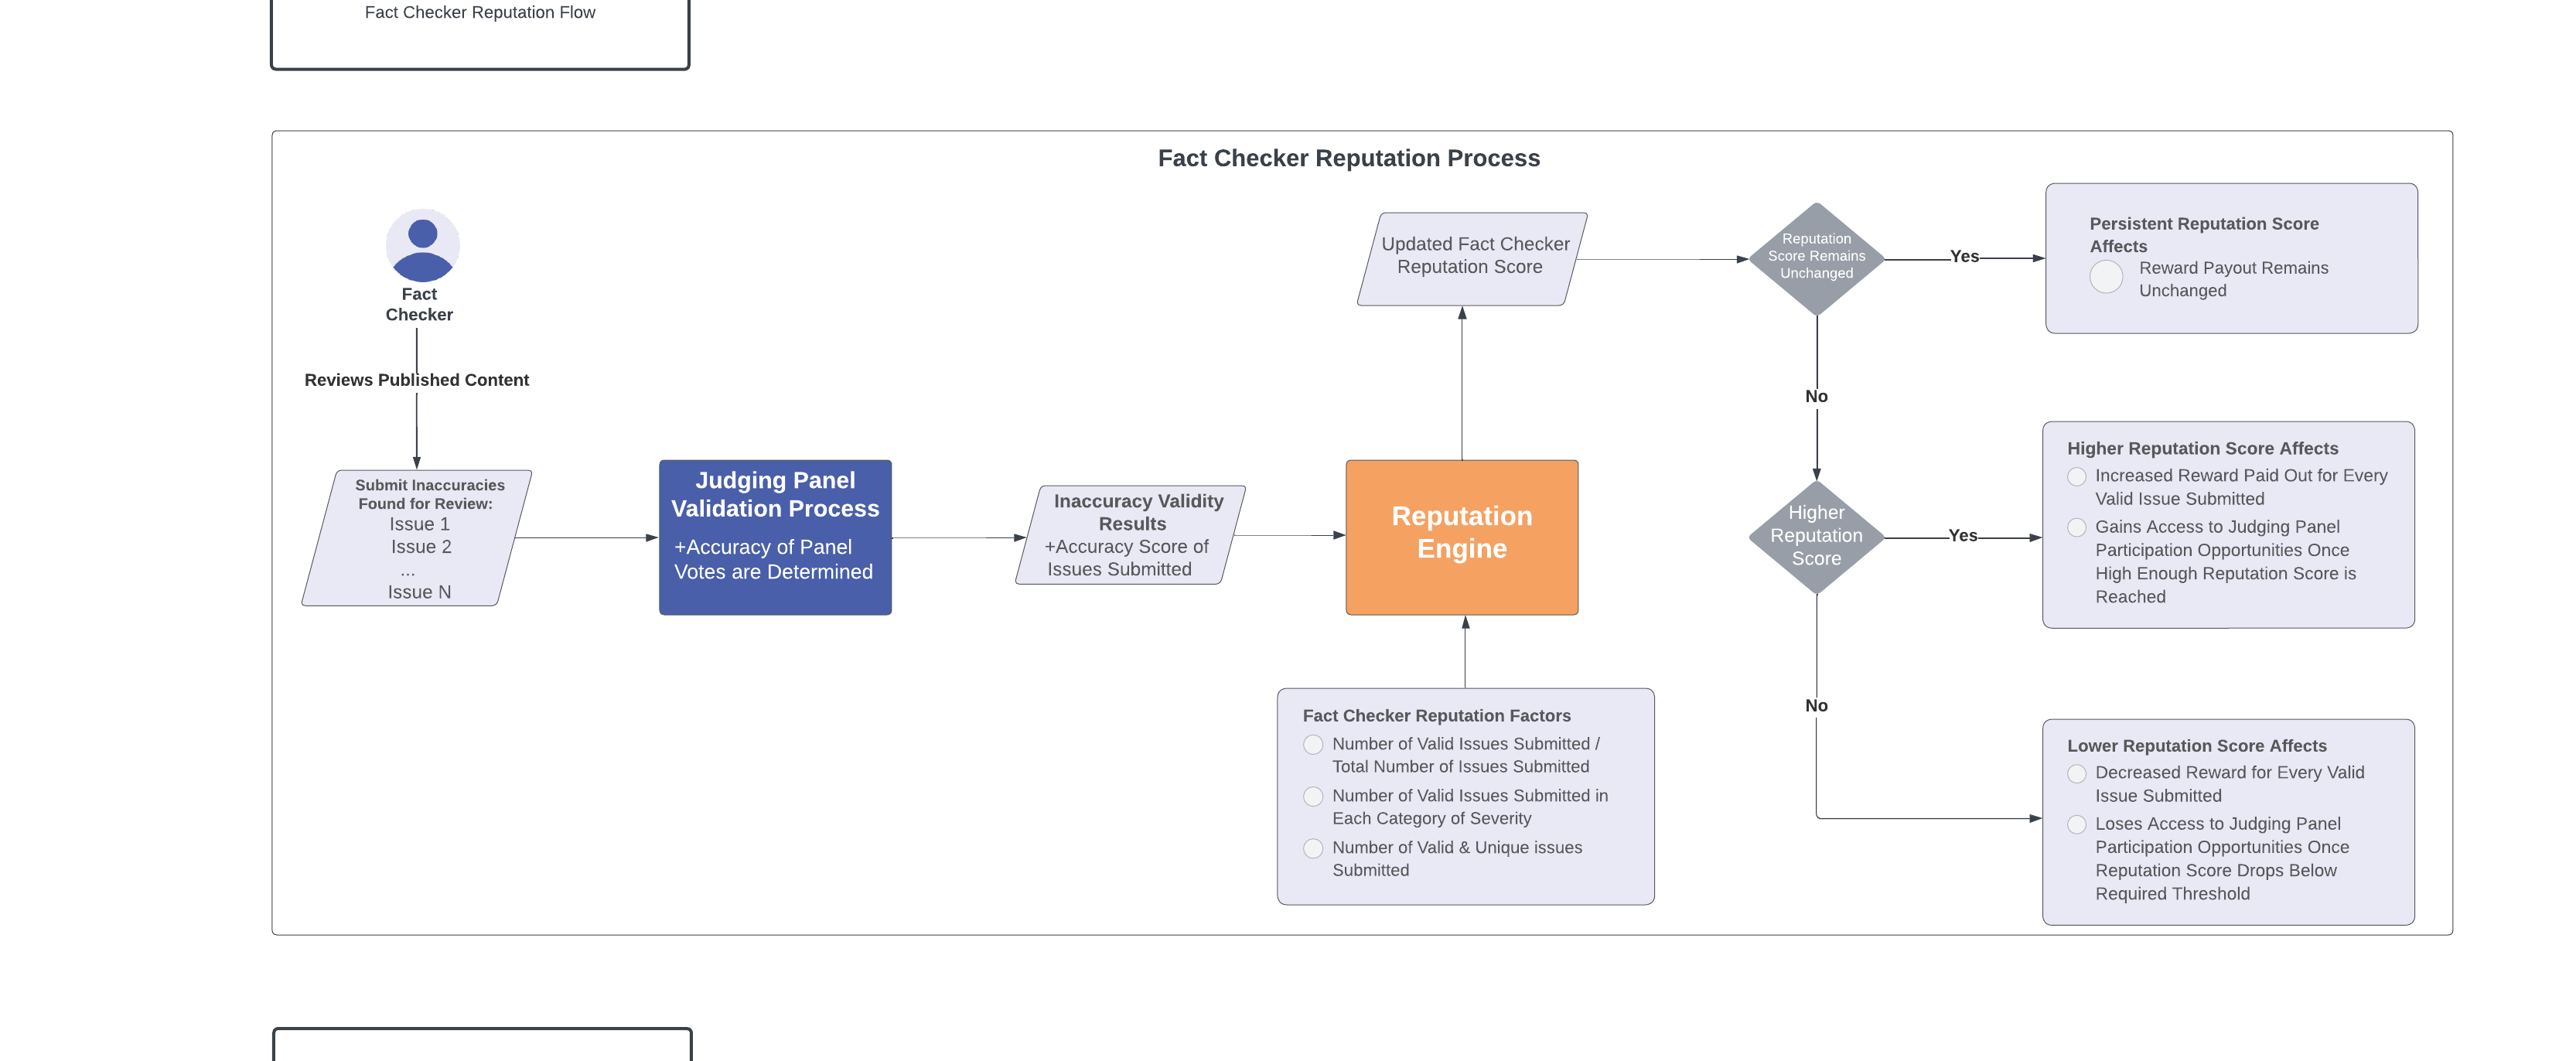 Fact Checker Reputation Flow
Fact Checker Reputation Process
Fact
Checker
Reviews Published Content
Submit Inaccuracies
Found for Review:
Issue 1
Issue 2
...
Issue N
Judging Panel
Validation Process
+Accuracy of Panel
Votes are Determined
Inaccuracy Validity
Results
+Accuracy Score of
Issues Submitted
Reputation
Engine
Fact Checker Reputation Factors
Number of Valid Issues Submitted /
Total Number of Issues Submitted
Number of Valid Issues Submitted in
Each Category of Severity
Number of Valid & Unique issues
Submitted
Updated Fact Checker
Reputation Score
Reputation
Score Remains
Unchanged
Yes
Persistent Reputation Score
Affects
Reward Payout Remains
Unchanged
No
Higher
Reputation
Score
Yes
Higher Reputation Score Affects
Increased Reward Paid Out for Every
Valid Issue Submitted
Gains Access to Judging Panel
Participation Opportunities Once
High Enough Reputation Score is
Reached
No
Lower Reputation Score Affects
Decreased Reward for Every Valid
Issue Submitted
Loses Access to Judging Panel
Participation Opportunities Once
Reputation Score Drops Below
Required Threshold